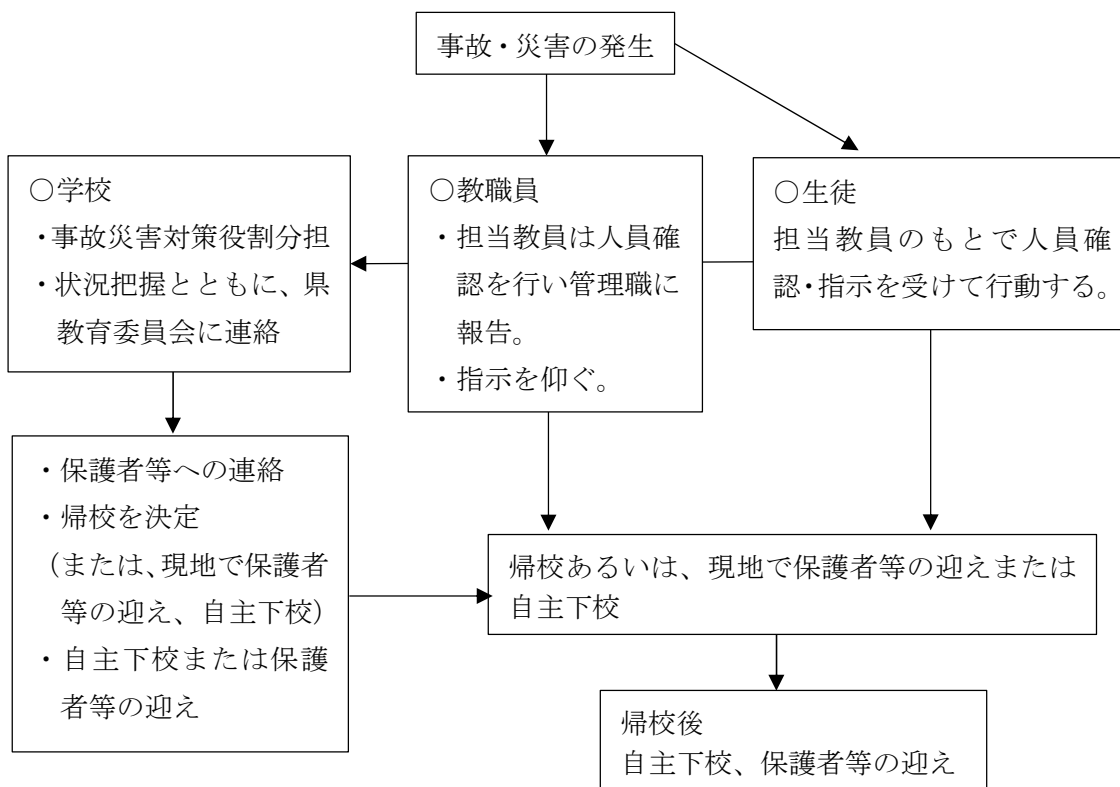 事故・災害の発生
○学校
・事故災害対策役割分担
・状況把握とともに、県
教育委員会に連絡
○教職員
・担当教員は人員確
認を行い管理職に
報告。
・指示を仰ぐ。
○生徒
担当教員のもとで人員確
認・指示を受けて行動する。
・保護者等への連絡
・帰校を決定
(または、現地で保護者
等の迎え、自主下校)
・自主下校または保護
者等の迎え
帰校あるいは、現地で保護者等の迎えまたは
自主下校
帰校後
自主下校、保護者等の迎え